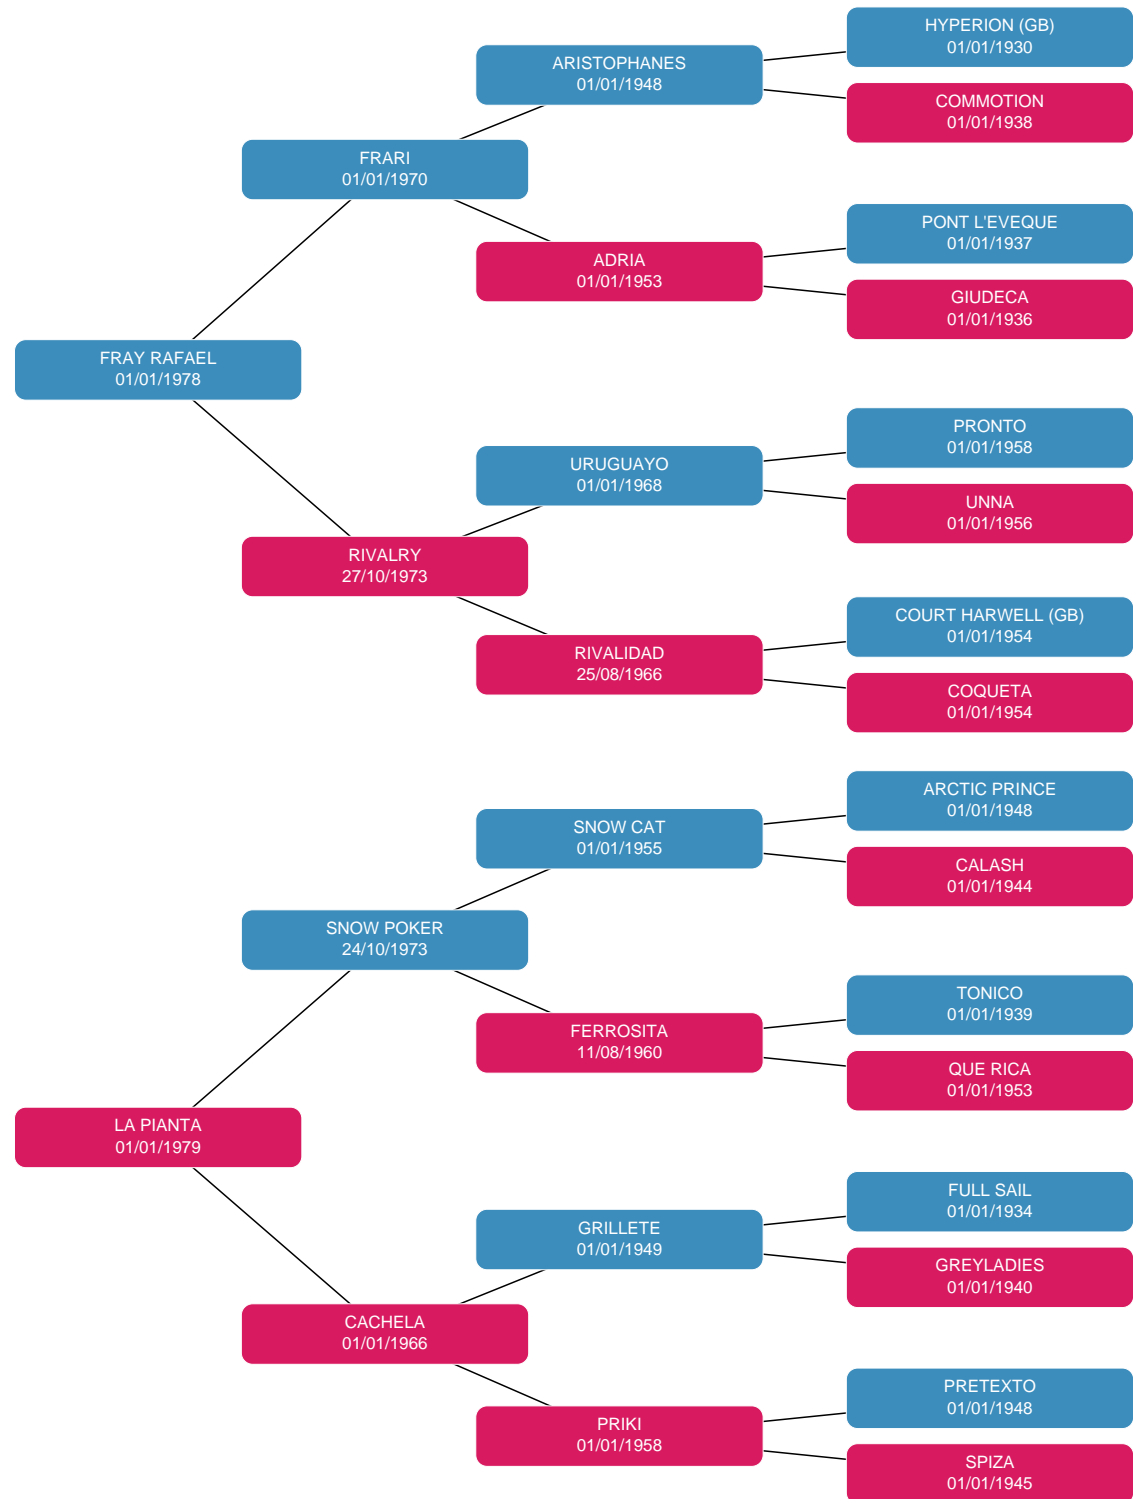 HYPERION (GB)
01/01/1930
ARISTOPHANES
01/01/1948
COMMOTION
01/01/1938
FRARI
01/01/1970
PONT L'EVEQUE
01/01/1937
ADRIA
01/01/1953
GIUDECA
01/01/1936
FRAY RAFAEL
01/01/1978
PRONTO
01/01/1958
URUGUAYO
01/01/1968
UNNA
01/01/1956
RIVALRY
27/10/1973
COURT HARWELL (GB)
01/01/1954
RIVALIDAD
25/08/1966
COQUETA
01/01/1954
ARCTIC PRINCE
01/01/1948
SNOW CAT
01/01/1955
CALASH
01/01/1944
SNOW POKER
24/10/1973
TONICO
01/01/1939
FERROSITA
11/08/1960
QUE RICA
01/01/1953
LA PIANTA
01/01/1979
FULL SAIL
01/01/1934
GRILLETE
01/01/1949
GREYLADIES
01/01/1940
CACHELA
01/01/1966
PRETEXTO
01/01/1948
PRIKI
01/01/1958
SPIZA
01/01/1945